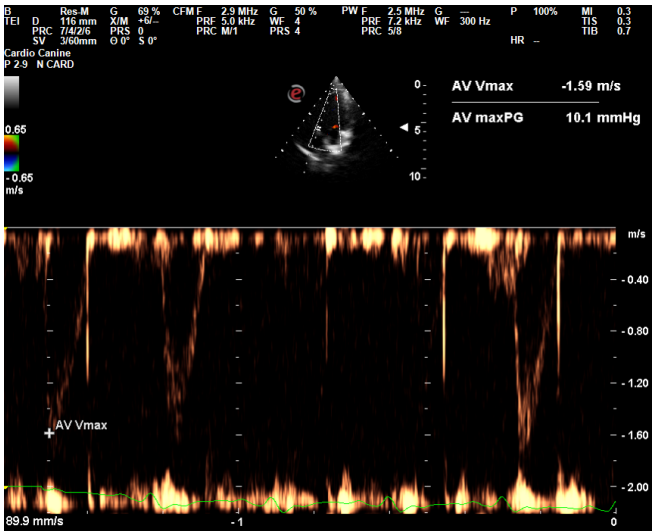 B Res-M G 69 % CFM F 2.9 MHz G 50 % PW F 2.5 MHz G --- P 100% MI 0.3
TEI D 116 mm X/M +6/-- PRF 5.0 kHz WF 4 PRF 7.2 kHz WF 300 Hz TIS 0.3
PRC 7/4/2/6 PRS 0 PRC M/1 PRS 4 PRC 5/8 TIB 0.7
SV 3/60mm Θ 0° S 0° HR --
Cardio Canine
P 2-9 N CARD
0.65
- 0.65
m/s
e
0
5
10
AV Vmax -1.59 m/s
AV maxPG 10.1 mmHg
m/s
- 0.40
- 0.80
- 1.20
- 1.60
- 2.00
AV Vmax
89.9 mm/s -1 0